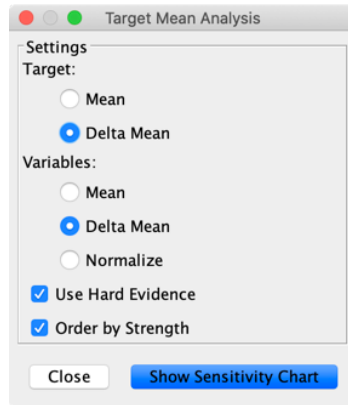 Target Mean Analysis
Settings
Target:
Mean
Delta Mean
Variables:
Mean
Delta Mean
Normalize
Use Hard Evidence
Order by Strength
Close Show Sensitivity Chart